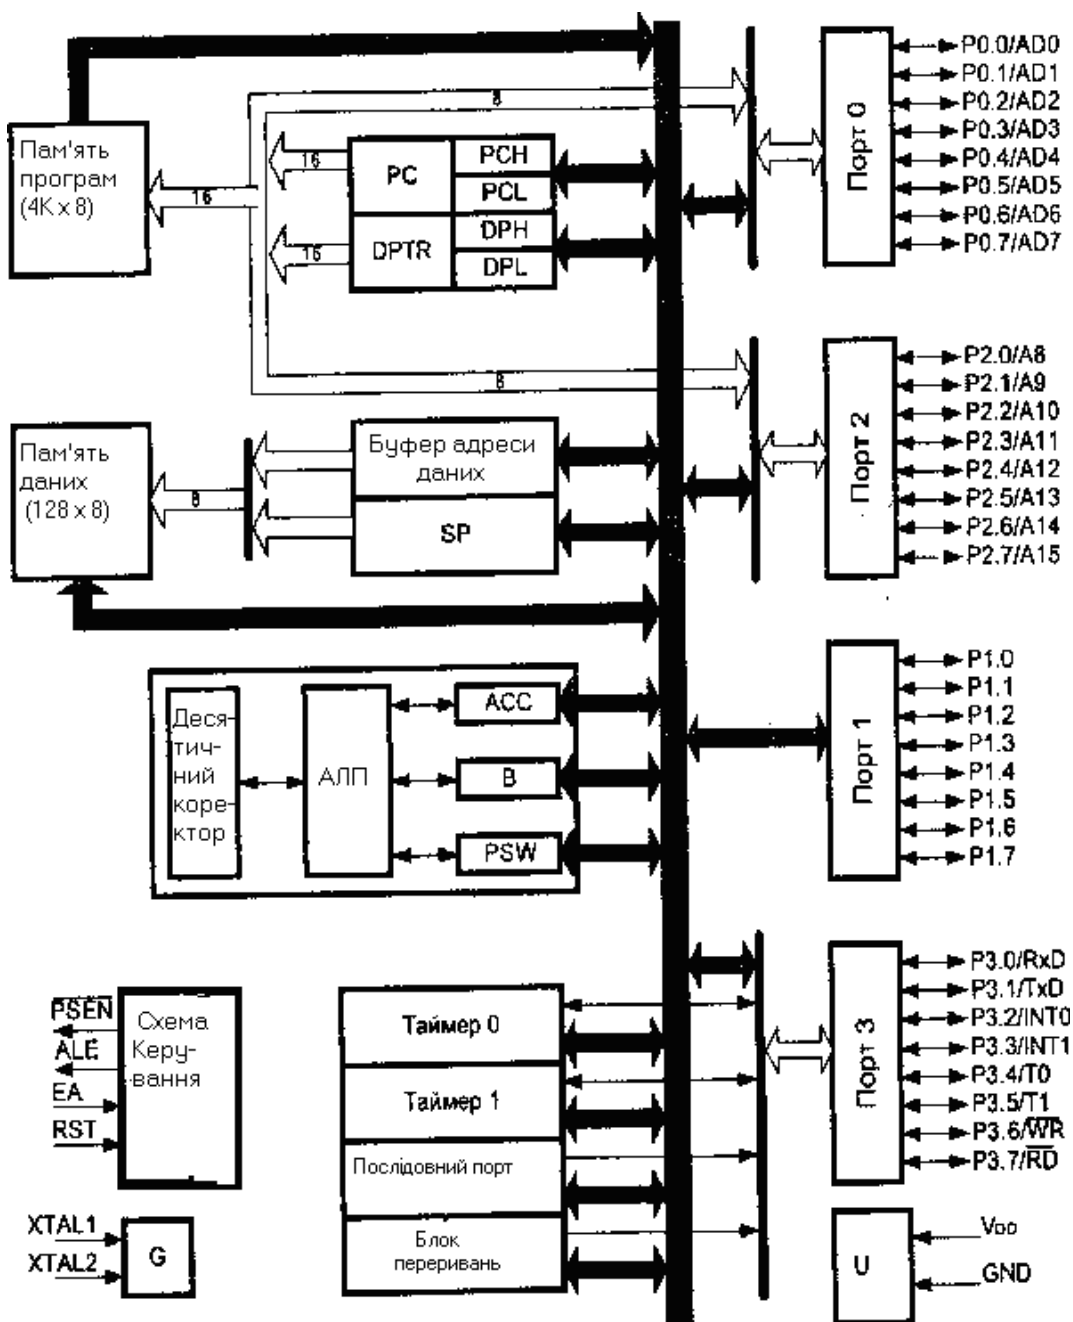 8
P0.0/AD0
P0.1/AD1
P0.2/AD2
P0.3/AD3
P0.4/AD4
P0.5/AD5
P0.6/AD6
P0.7/AD7
Порт 0
Пам'ять
програм
(4K x 8)
16
16
PC
PCH
PCL
16
DPTR
DPH
DPL
8
P2.0/A8
P2.1/A9
P2.2/A10
P2.3/A11
P2.4/A12
P2.5/A13
P2.6/A14
P2.7/A15
Порт 2
Пам'ять
даних
(128 x 8)
8
Буфер адреси
даних
SP
P1.0
P1.1
P1.2
P1.3
P1.4
P1.5
P1.6
P1.7
Порт 1
Деся-
тич-
ний
коре-
ктор
АЛП
ACC
B
PSW
P3.0/RxD
P3.1/TxD
P3.2/INT0
P3.3/INT1
P3.4/T0
P3.5/T1
P3.6/W̅R̅
P3.7/R̅D̅
Порт 3
P̅S̅E̅N̅
ALE
EA
RST
Схема
Керу-
вання
Таймер 0
Таймер 1
Послідовний порт
Блок
переривань
XTAL1
XTAL2
G
U
VDD
GND